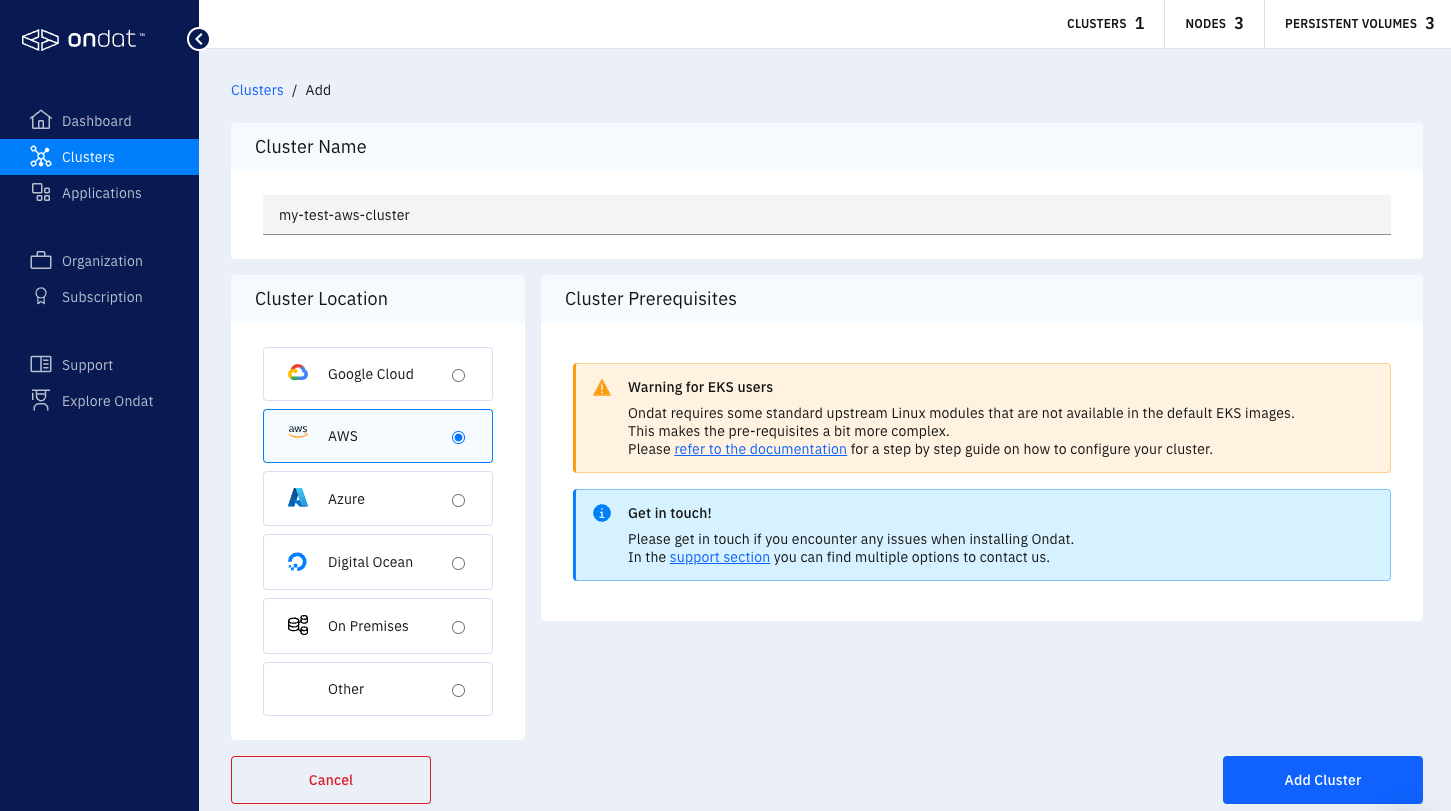 ondat™
CLUSTERS 1
NODES 3
PERSISTENT VOLUMES 3
Dashboard
Clusters
Applications
Organization
Subscription
Support
Explore Ondat
Clusters / Add
Cluster Name
my-test-aws-cluster
Cluster Location
Google Cloud
aws
AWS
Azure
Digital Ocean
On Premises
Other
Cluster Prerequisites
Warning for EKS users
Ondat requires some standard upstream Linux modules that are not available in the default EKS images.
This makes the pre-requisites a bit more complex.
Please refer to the documentation for a step by step guide on how to configure your cluster.
Get in touch!
Please get in touch if you encounter any issues when installing Ondat.
In the support section you can find multiple options to contact us.
Cancel
Add Cluster